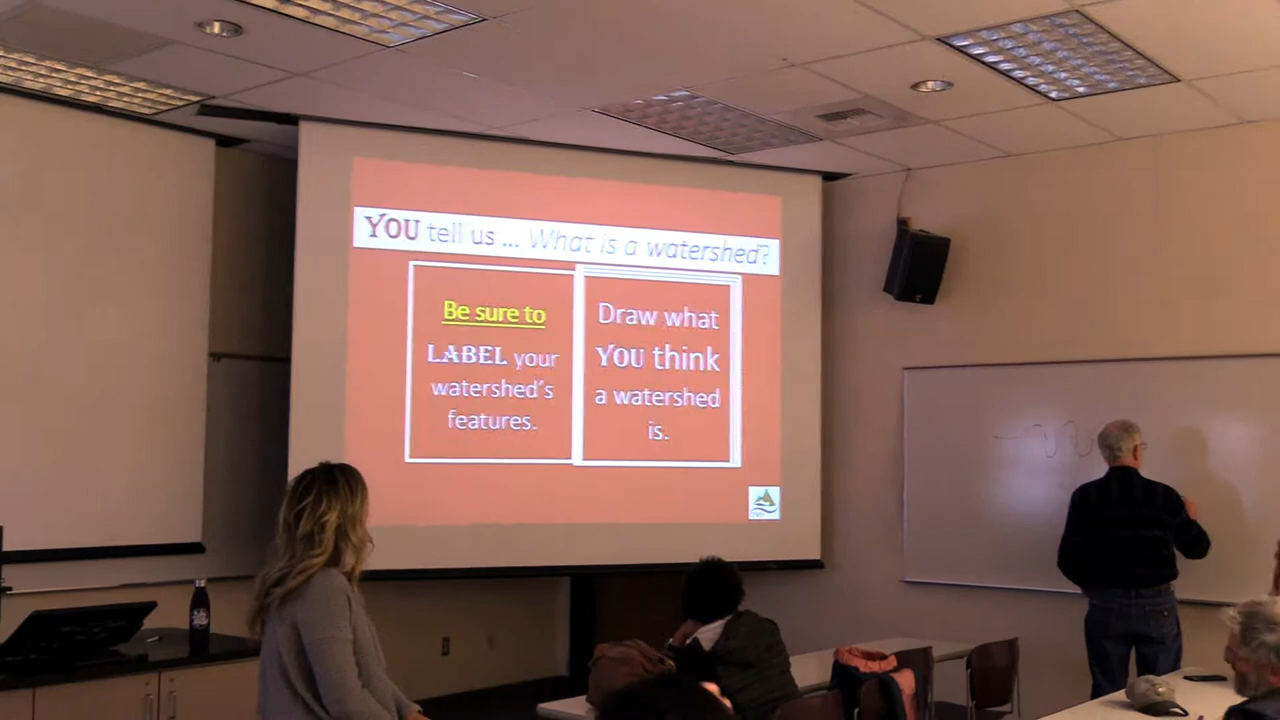 YOU tell us ... What is a watershed?
Be sure to
LABEL your
watershed's
features.
Draw what
YOU think
a watershed
is.